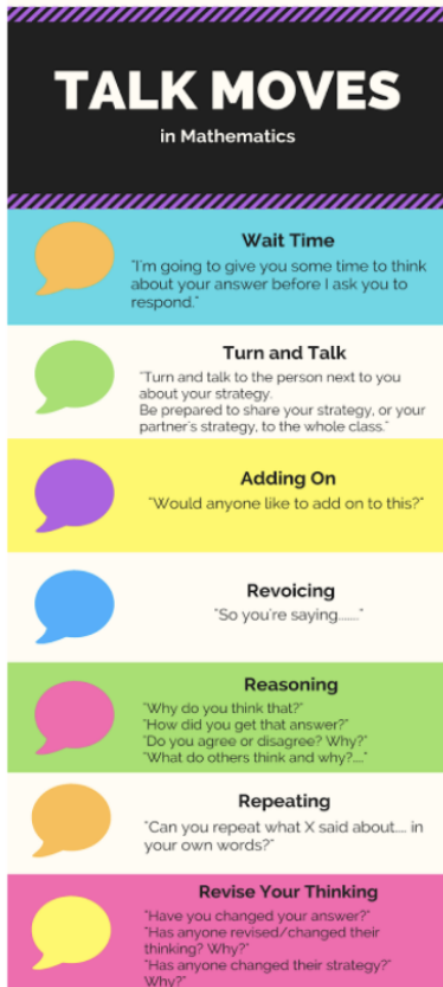 TALK MOVES
in Mathematics
Wait Time
"I'm going to give you some time to think
about your answer before I ask you to
respond."
Turn and Talk
"Turn and talk to the person next to you
about your strategy.
Be prepared to share your strategy, or your
partner's strategy, to the whole class."
Adding On
"Would anyone like to add on to this?"
Revoicing
"So you're saying......."
Reasoning
"Why do you think that?"
"How did you get that answer?"
"Do you agree or disagree? Why?"
"What do others think and why?....."
Repeating
"Can you repeat what X said about..... in
your own words?"
Revise Your Thinking
"Have you changed your answer?"
"Has anyone revised/changed their
thinking? Why?"
"Has anyone changed their strategy?"
Why?"